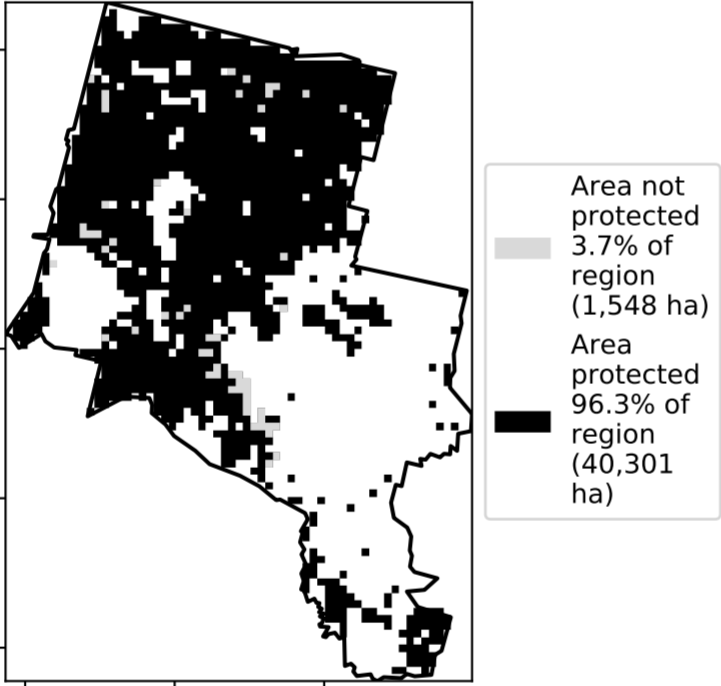 Area not
protected
3.7% of
region
(1,548 ha)
Area
protected
96.3% of
region
(40,301
ha)